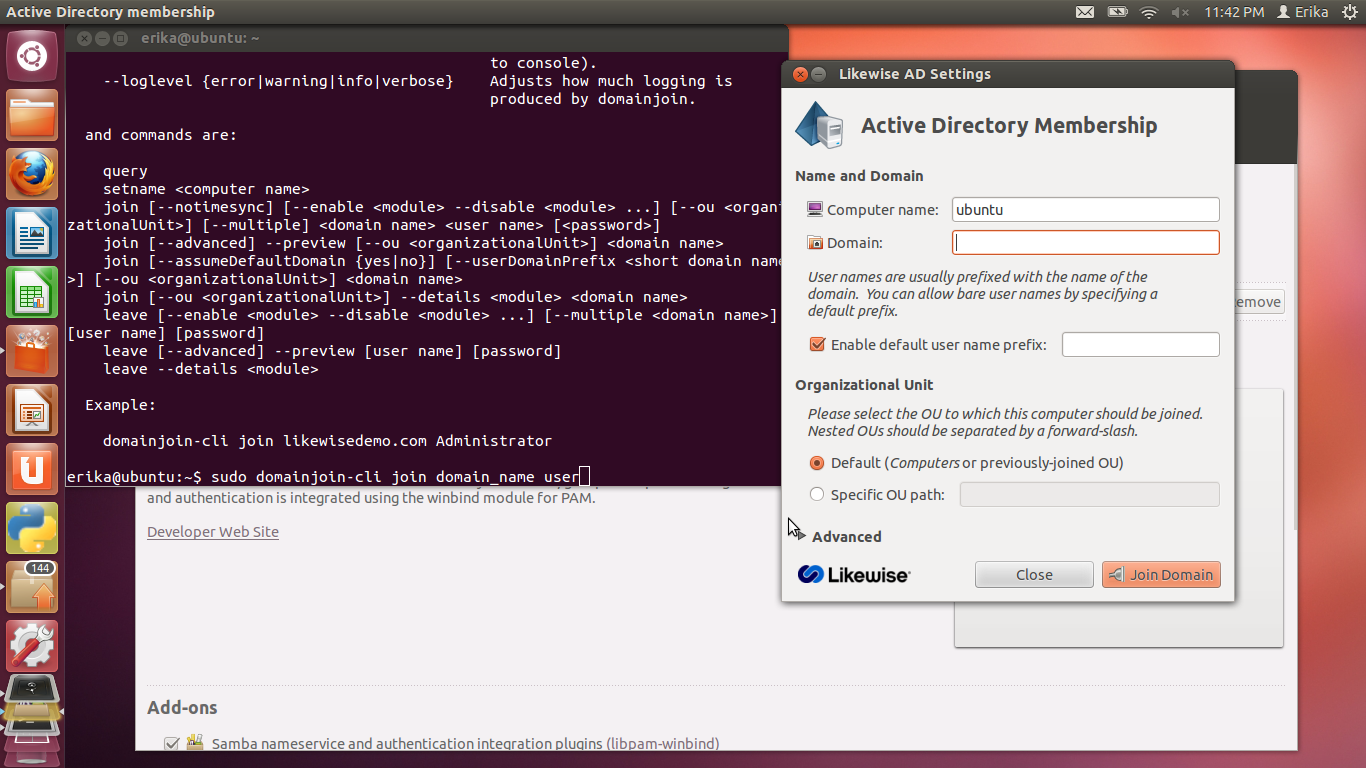 Active Directory membership
11:42 PM Erika
erika@ubuntu: ~
to console).
--loglevel {error|warning|info|verbose} Adjusts how much logging is
produced by domainjoin.
and commands are:
query
setname <computer name>
join [--notimesync] [--enable <module> --disable <module> ...] [--ou <organi
zationalUnit>] [--multiple] <domain name> <user name> [<password>]
join [--advanced] --preview [--ou <organizationalUnit>] <domain name>
join [--assumeDefaultDomain {yes|no}] [--userDomainPrefix <short domain name
>] [--ou <organizationalUnit>] <domain name>
join [--ou <organizationalUnit>] --details <module> <domain name>
leave [--enable <module> --disable <module> ...] [--multiple <domain name>]
[user name] [password]
leave [--advanced] --preview [user name] [password]
leave --details <module>
Example:
domainjoin-cli join likewisedemo.com Administrator
erika@ubuntu:~$ sudo domainjoin-cli join domain_name user
and authentication is integrated using the winbind module for PAM.
Developer Web Site
Add-ons
Samba nameservice and authentication integration plugins (libpam-winbind)
Likewise AD Settings
Active Directory Membership
Name and Domain
Computer name: ubuntu
Domain:
User names are usually prefixed with the name of the
domain. You can allow bare user names by specifying a
default prefix.
Enable default user name prefix:
Organizational Unit
Please select the OU to which this computer should be joined.
Nested OUs should be separated by a forward-slash.
Default (Computers or previously-joined OU)
Specific OU path:
Advanced
Likewise Close Join Domain
emove
144